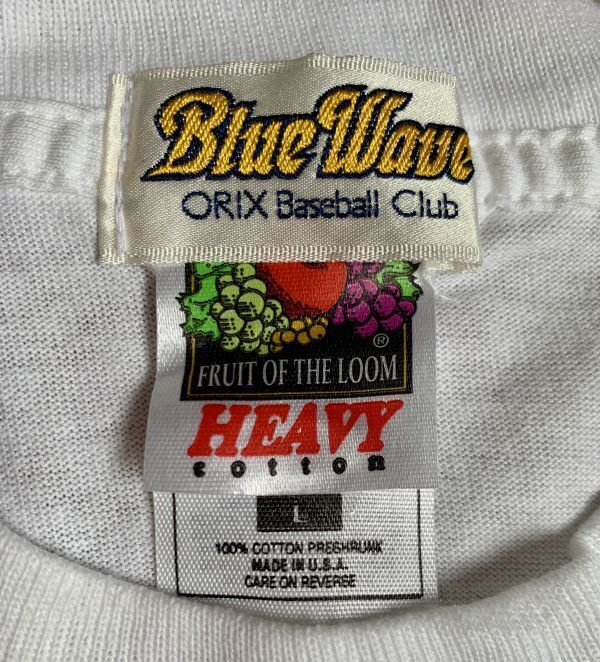 Blue Wave
ORIX Baseball Club
®
FRUIT OF THE LOOM
HEAVY
cotton
L
100% COTTON PRESHRUNK
MADE IN U.S.A.
CARE ON REVERSE